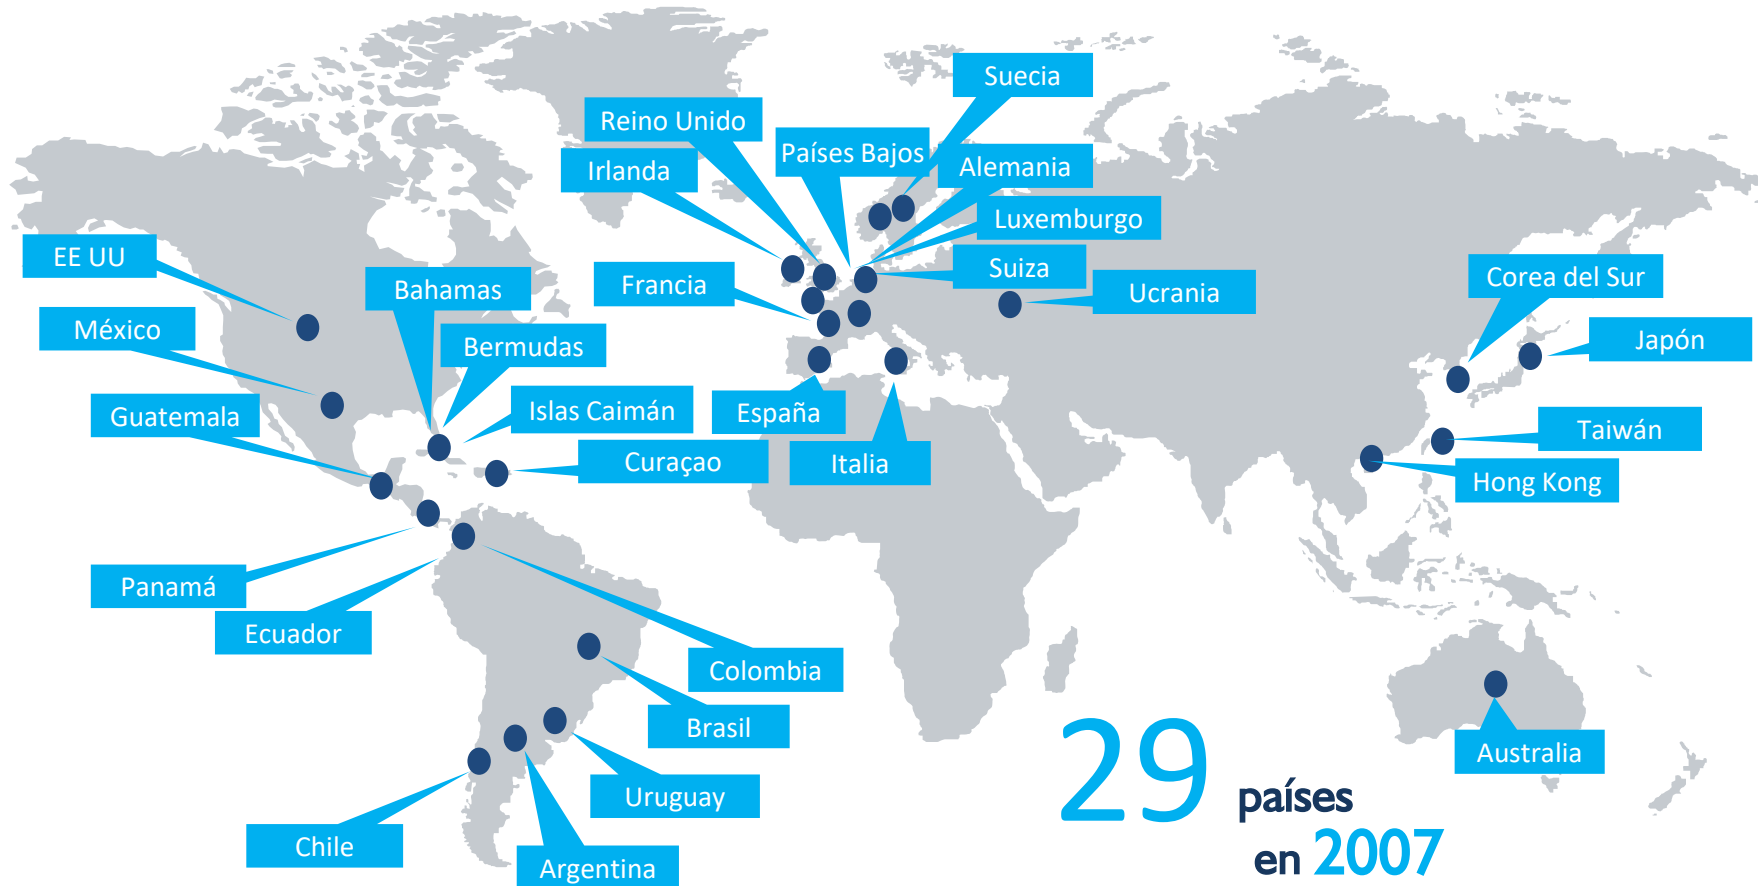 Suecia
Reino Unido
Países Bajos
Alemania
Irlanda
Luxemburgo
EE UU
Suiza
Corea del Sur
Bahamas
Francia
Ucrania
México
Japón
Bermudas
Guatemala
Islas Caimán
España
Taiwán
Curaçao
Italia
Hong Kong
Panamá
Ecuador
Colombia
Brasil
Australia
Uruguay
Chile
Argentina
29 países
en 2007